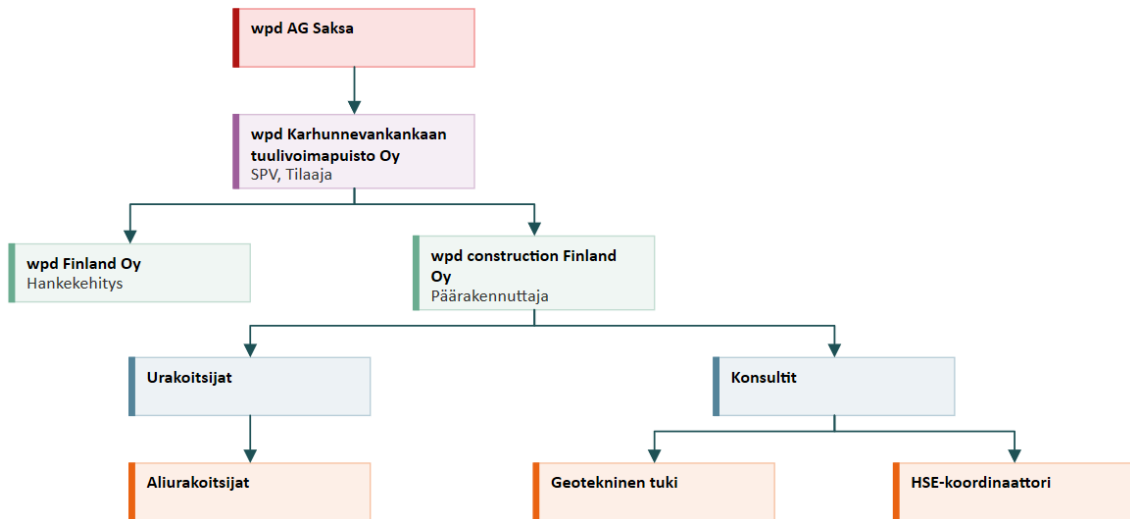 wpd AG Saksa
wpd Karhunnevankankaan
tuulivoimapuisto Oy
SPV, Tilaaja
wpd Finland Oy
Hankekehitys
wpd construction Finland
Oy
Päärakennuttaja
Urakoitsijat
Konsultit
Aliurakoitsijat
Geotekninen tuki
HSE-koordinaattori